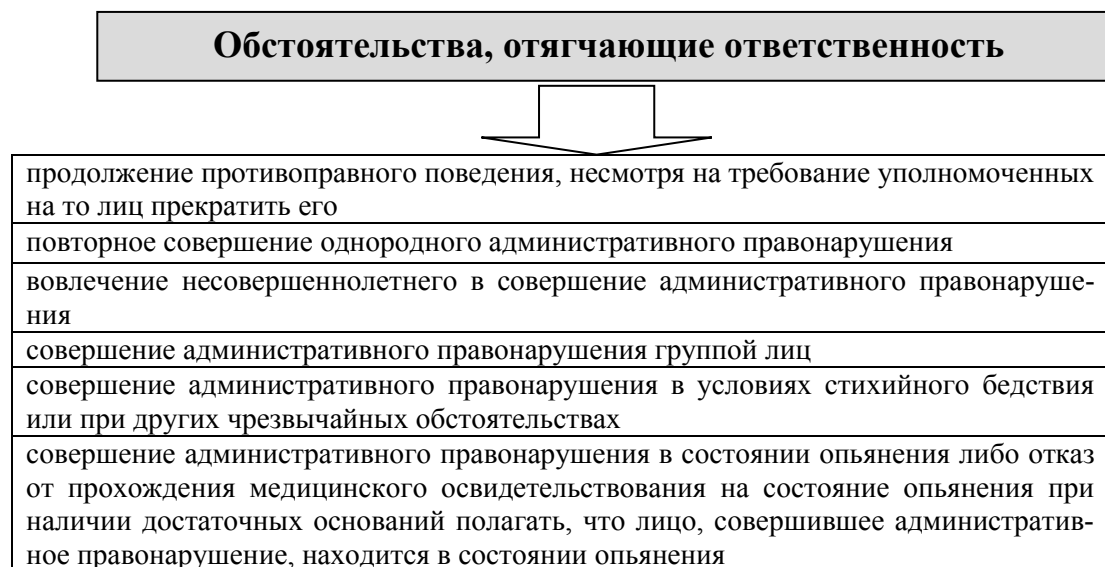 Обстоятельства, отягчающие ответственность
продолжение противоправного поведения, несмотря на требование уполномоченных
на то лиц прекратить его
повторное совершение однородного административного правонарушения
вовлечение несовершеннолетнего в совершение административного правонаруше-
ния
совершение административного правонарушения группой лиц
совершение административного правонарушения в условиях стихийного бедствия
или при других чрезвычайных обстоятельствах
совершение административного правонарушения в состоянии опьянения либо отказ
от прохождения медицинского освидетельствования на состояние опьянения при
наличии достаточных оснований полагать, что лицо, совершившее административ-
ное правонарушение, находится в состоянии опьянения